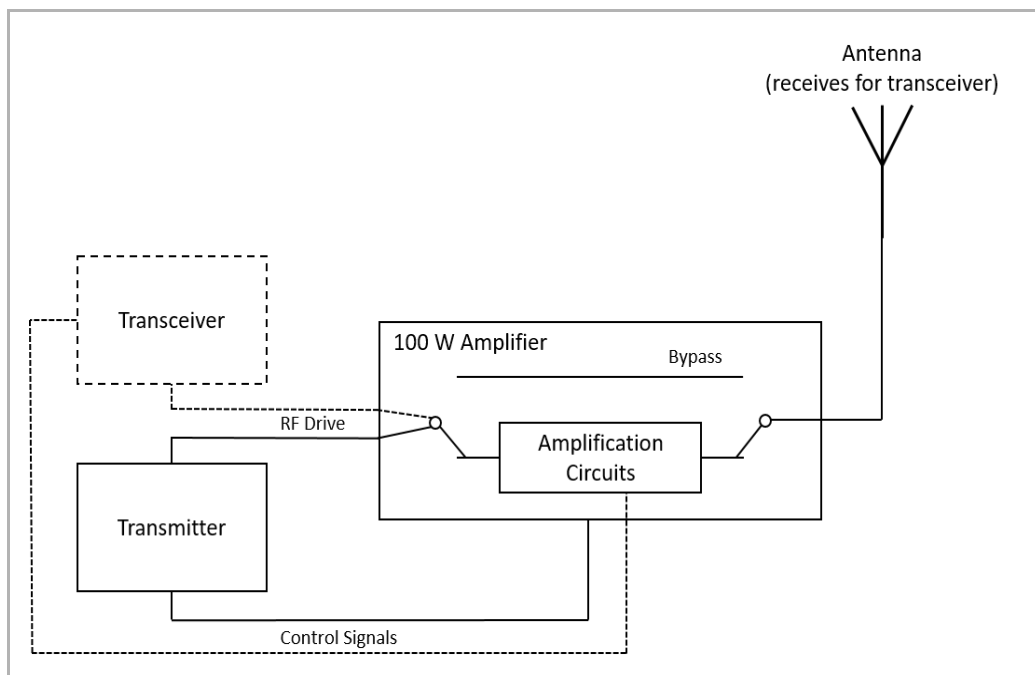 Antenna
(receives for transceiver)
Transceiver
100 W Amplifier
Bypass
RF Drive
Amplification
Circuits
Transmitter
Control Signals